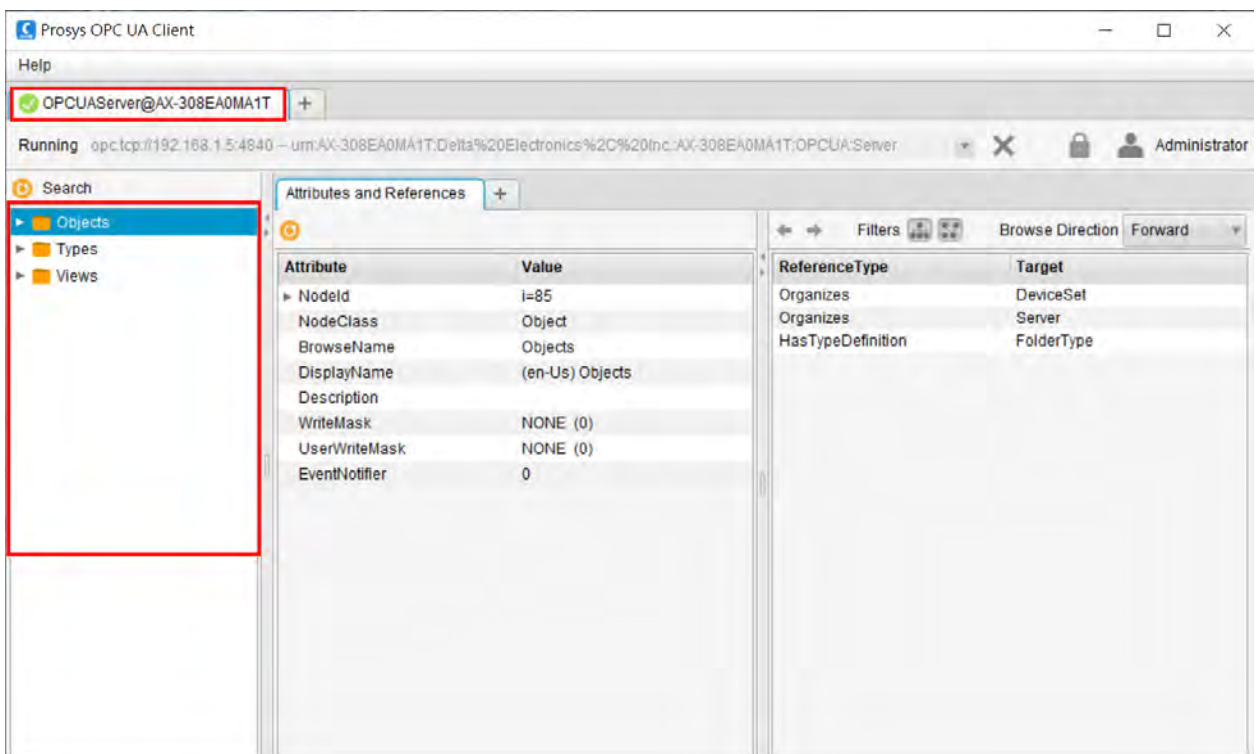 Prosys OPC UA Client
Help
OPCUAServer@AX-308EA0MA1T +
Running opc.tcp://192.168.1.5:4840 – urn:AX-308EA0MA1T:Delta%20Electronics%2C%20Inc.:AX-308EA0MA1T:OPCUA:Server Administrator
Search
Objects
Types
Views
Attributes and References +
Attribute Value
NodeId i=85
NodeClass Object
BrowseName Objects
DisplayName (en-Us) Objects
Description
WriteMask NONE (0)
UserWriteMask NONE (0)
EventNotifier 0
Filters Browse Direction Forward
ReferenceType Target
Organizes DeviceSet
Organizes Server
HasTypeDefinition FolderType